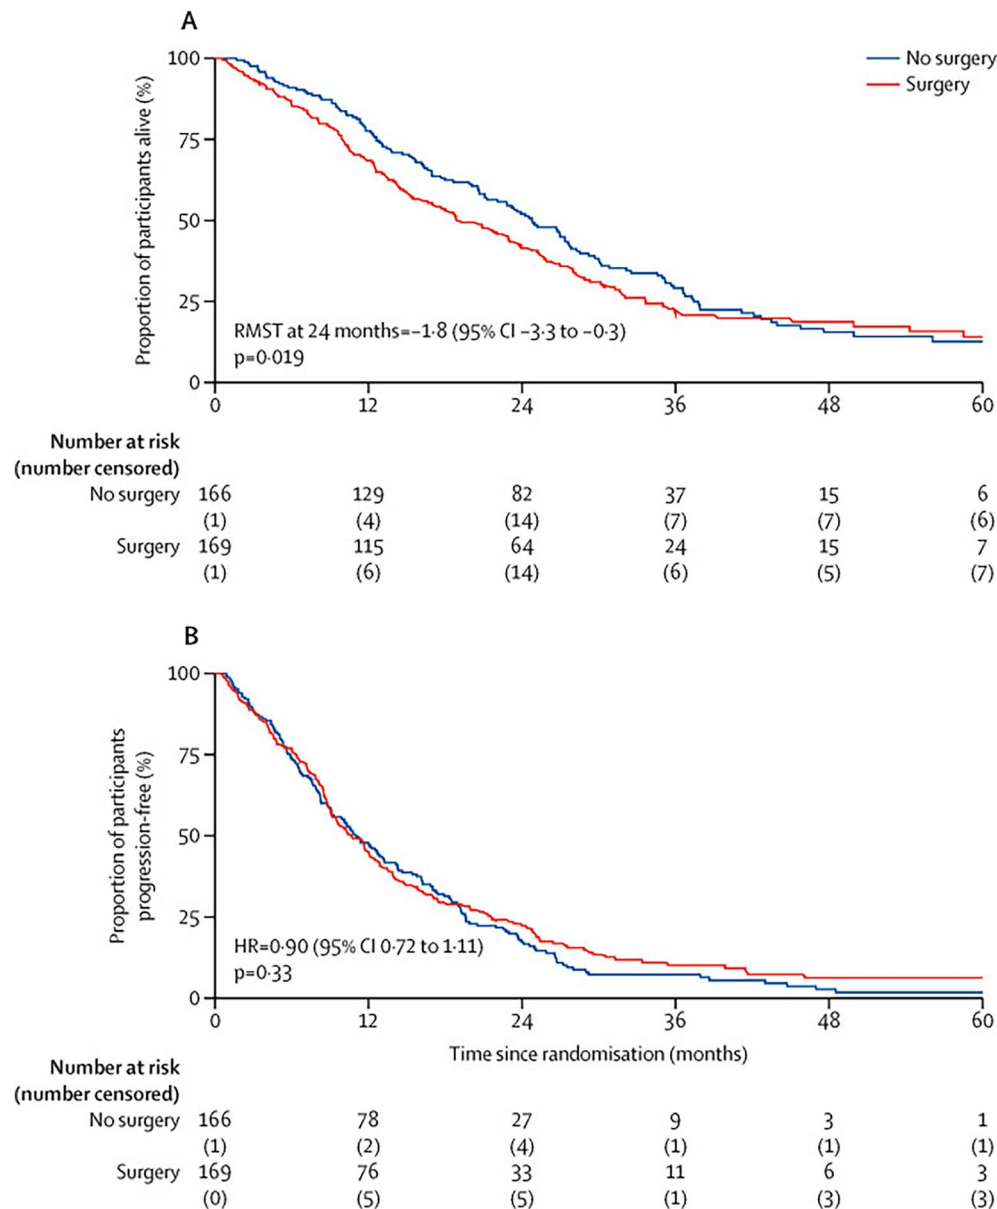 A
No surgery
Surgery
Proportion of participants alive (%)
100
75
50
25
0
RMST at 24 months=–1·8 (95% CI –3·3 to –0·3)
p=0·019
0 12 24 36 48 60
Number at risk
(number censored)
No surgery 166 129 82 37 15 6
(1) (4) (14) (7) (7) (6)
Surgery 169 115 64 24 15 7
(1) (6) (14) (6) (5) (7)
B
Proportion of participants
progression-free (%)
100
75
50
25
0
HR=0·90 (95% CI 0·72 to 1·11)
p=0·33
0 12 24 36 48 60
Time since randomisation (months)
Number at risk
(number censored)
No surgery 166 78 27 9 3 1
(1) (2) (4) (1) (1) (1)
Surgery 169 76 33 11 6 3
(0) (5) (5) (1) (3) (3)